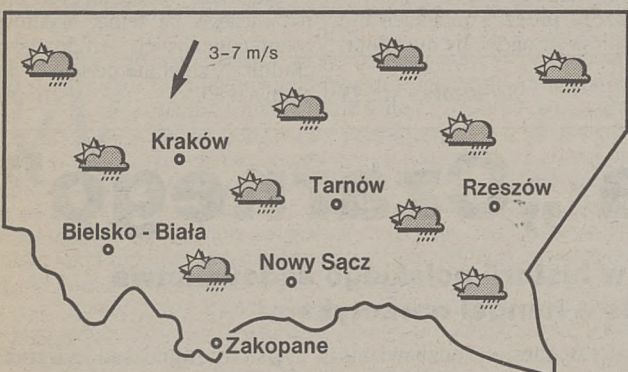 3-7 m/s
Kraków
Tarnów
Rzeszów
Bielsko - Biała
Nowy Sącz
Zakopane